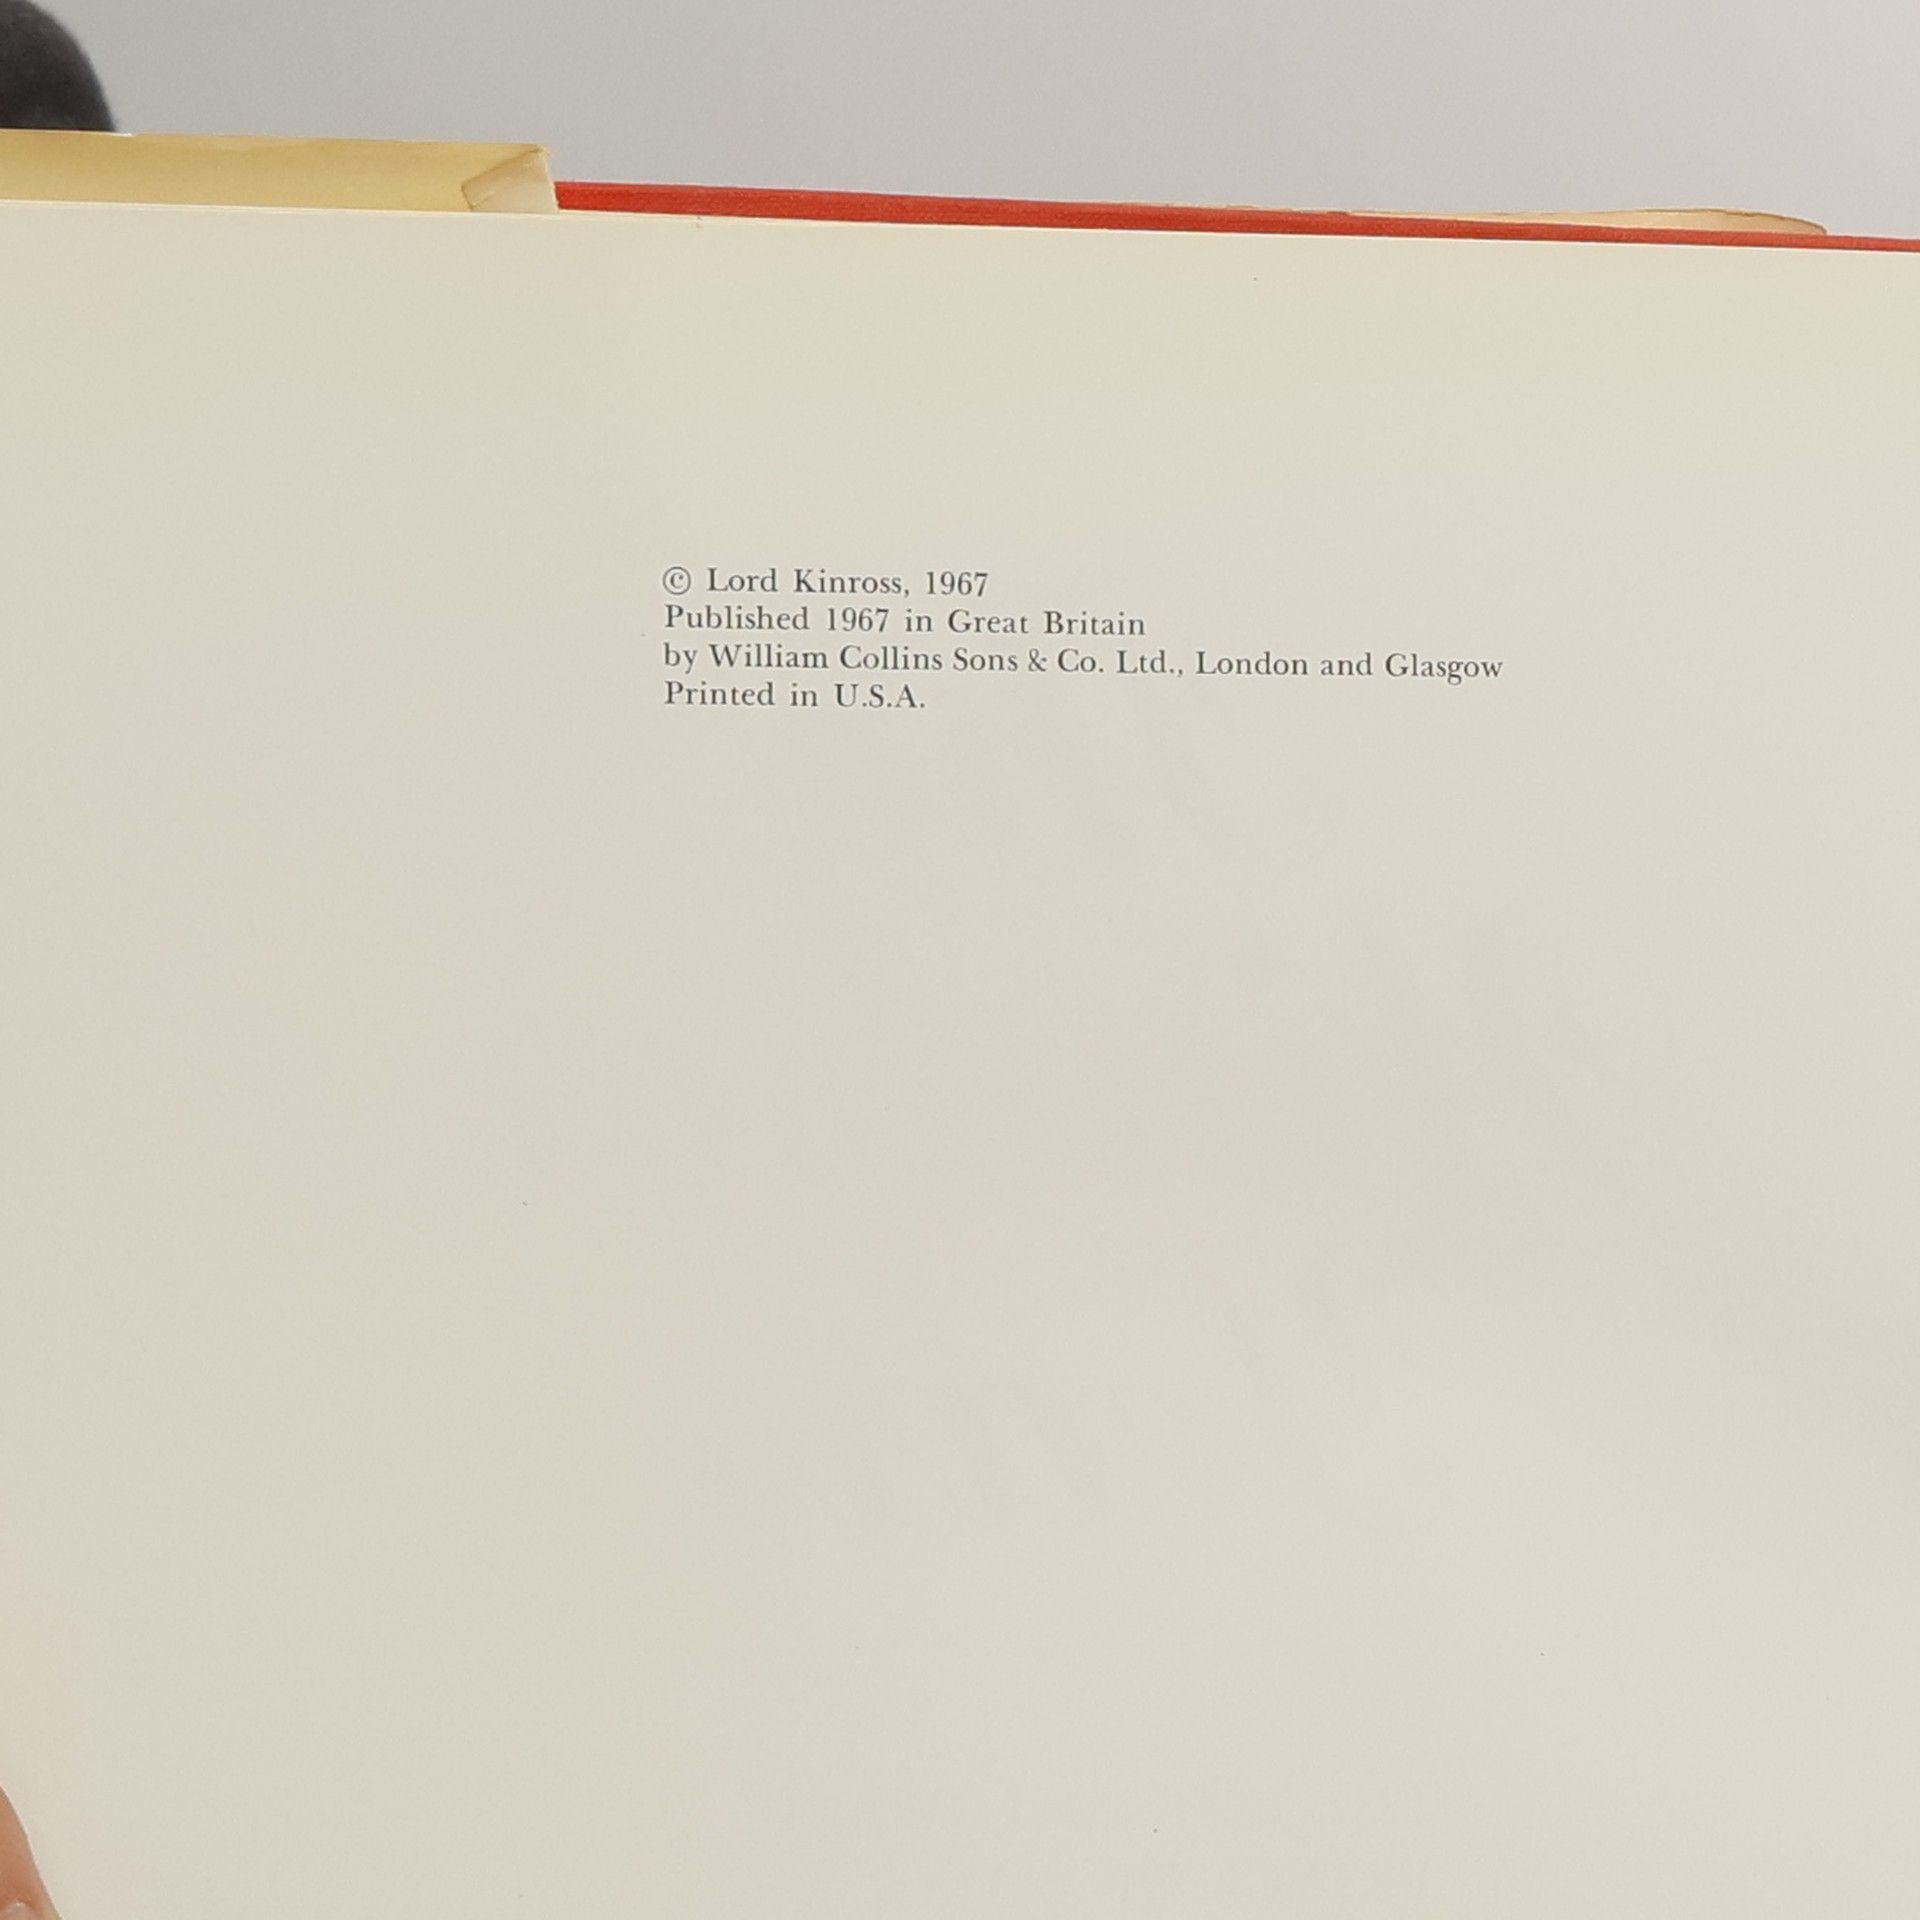 © Lord Kinross, 1967
Published 1967 in Great Britain
by William Collins Sons & Co. Ltd., London and Glasgow
Printed in U.S.A.